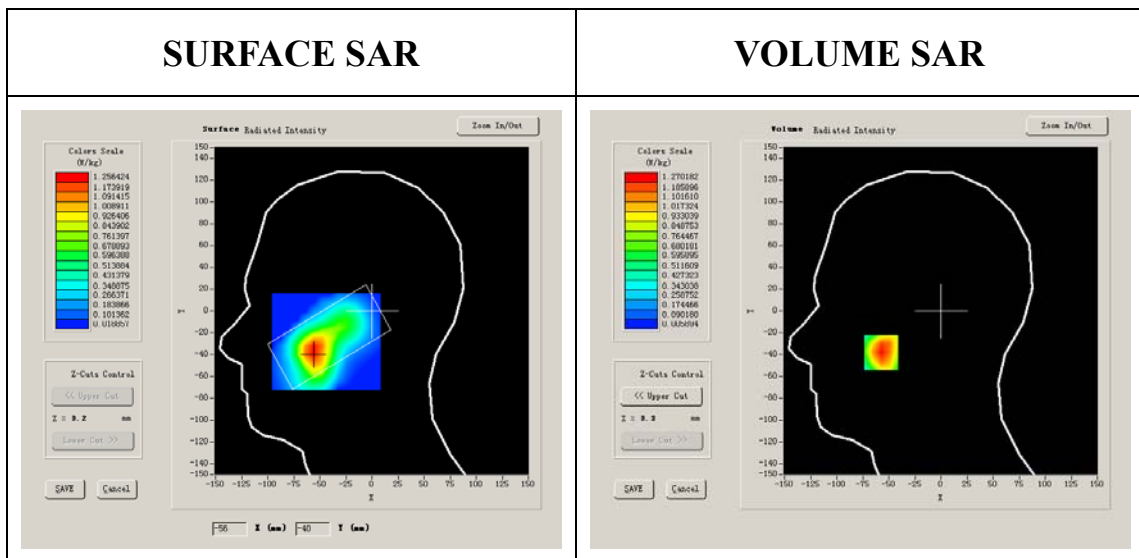 SURFACE SAR
Surface Radiated Intensity
Zoom In/Out
Colors Scale
(W/kg)
1.256424
1.173919
1.091415
1.008911
0.926406
0.843902
0.761397
0.678893
0.596388
0.513884
0.431379
0.348875
0.266371
0.183866
0.101362
0.018857
Z-Cuts Control
<< Upper Cut
Z = mm
Lower Cut >>
SAVE Cancel
150
140
120
100
80
60
40
20
0
-20
-40
-60
-80
-100
-120
-140
-150
Y
-150 -125 -100 -75 -50 -25 0 25 50 75 100 125 150
X
-56 X (mm) -40 Y (mm)
VOLUME SAR
Volume Radiated Intensity
Zoom In/Out
Colors Scale
(W/kg)
1.270182
1.185896
1.101610
1.017324
0.933039
0.848753
0.764467
0.680181
0.595895
0.511609
0.427323
0.343038
0.258752
0.174466
0.090180
0.005894
Z-Cuts Control
<< Upper Cut
Z = mm
Lower Cut >>
SAVE Cancel
150
140
120
100
80
60
40
20
0
-20
-40
-60
-80
-100
-120
-140
-150
Y
-150 -125 -100 -75 -50 -25 0 25 50 75 100 125 150
X